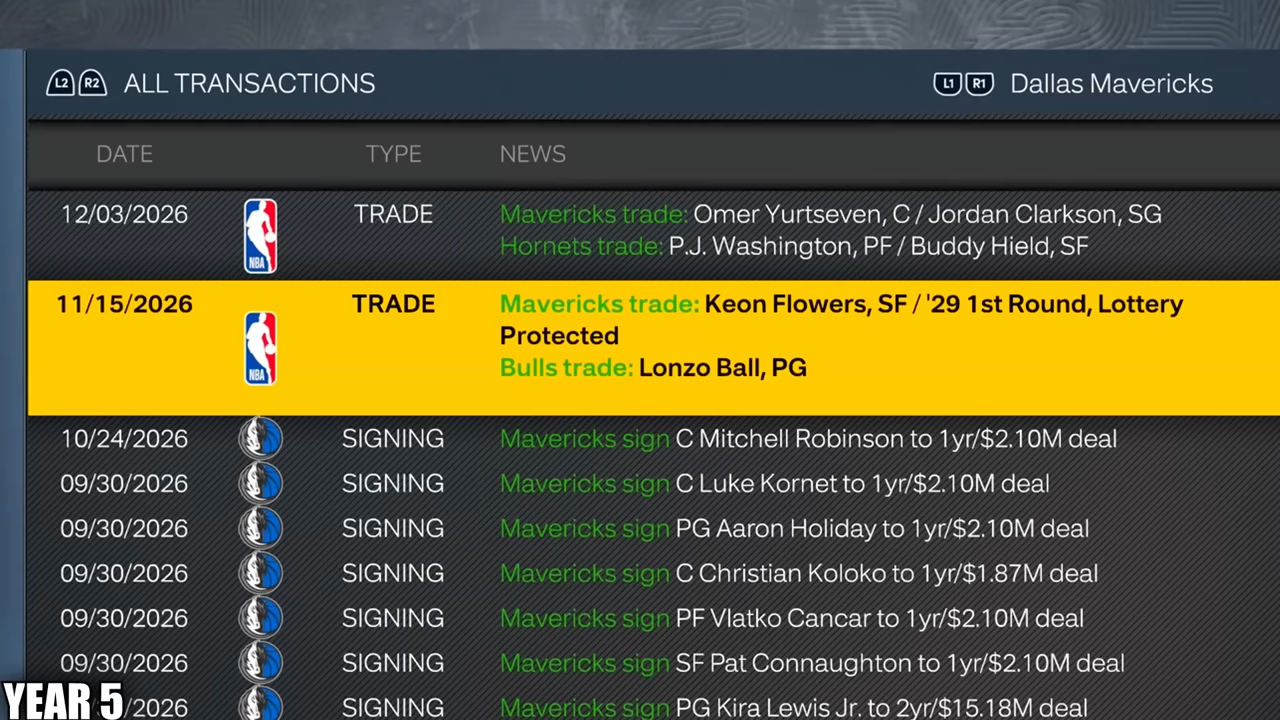 L2 R2 ALL TRANSACTIONS L1 R1 Dallas Mavericks
DATE TYPE NEWS
12/03/2026 TRADE Mavericks trade: Omer Yurtseven, C / Jordan Clarkson, SG
Hornets trade: P.J. Washington, PF / Buddy Hield, SF
NBA
11/15/2026 TRADE Mavericks trade: Keon Flowers, SF / '29 1st Round, Lottery
Protected
Bulls trade: Lonzo Ball, PG
NBA
10/24/2026 SIGNING Mavericks sign C Mitchell Robinson to 1yr/$2.10M deal
09/30/2026 SIGNING Mavericks sign C Luke Kornet to 1yr/$2.10M deal
09/30/2026 SIGNING Mavericks sign PG Aaron Holiday to 1yr/$2.10M deal
09/30/2026 SIGNING Mavericks sign C Christian Koloko to 1yr/$1.87M deal
09/30/2026 SIGNING Mavericks sign PF Vlatko Cancar to 1yr/$2.10M deal
09/30/2026 SIGNING Mavericks sign SF Pat Connaughton to 1yr/$2.10M deal
/2026 SIGNING Mavericks sign PG Kira Lewis Jr. to 2yr/$15.18M deal
YEAR 5